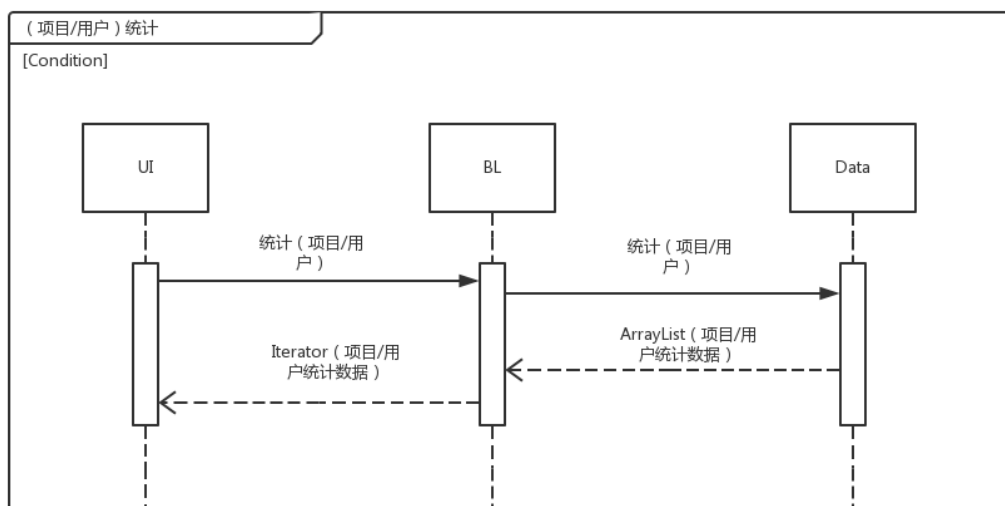 （项目/用户）统计
[Condition]
UI
BL
Data
统计（项目/用
户）
统计（项目/用
户）
ArrayList（项目/用
户统计数据）
Iterator（项目/用
户统计数据）